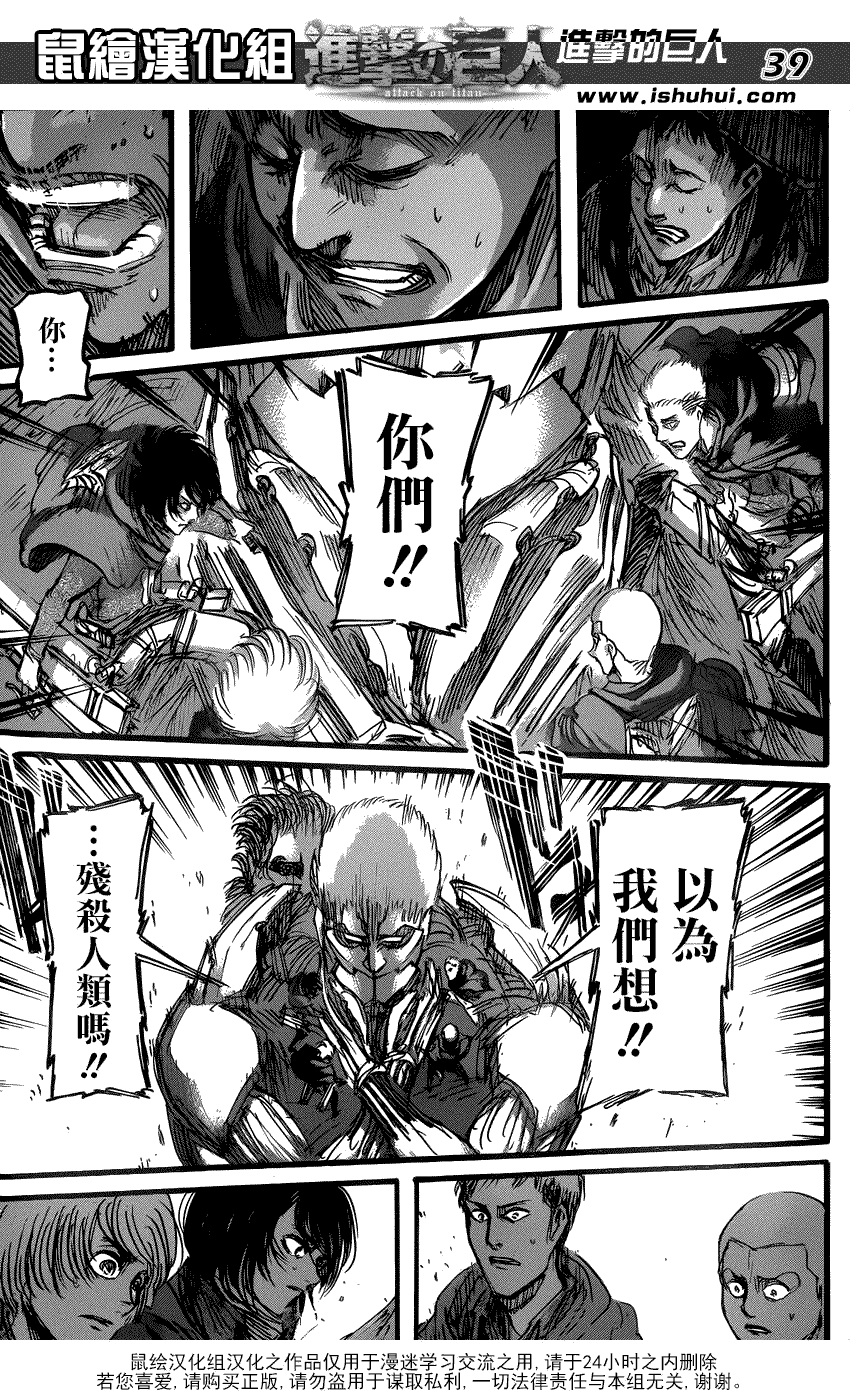 鼠繪漢化組
進撃の巨人
attack on titan
進擊的巨人
www.ishuhui.com
39
你…
你們!!
以為
我們想!!
…殘殺人類嗎!!
鼠绘汉化组汉化之作品仅用于漫迷学习交流之用,请于24小时之内删除
若您喜爱,请购买正版,请勿盗用于谋取私利,一切法律责任与本组无关,谢谢.